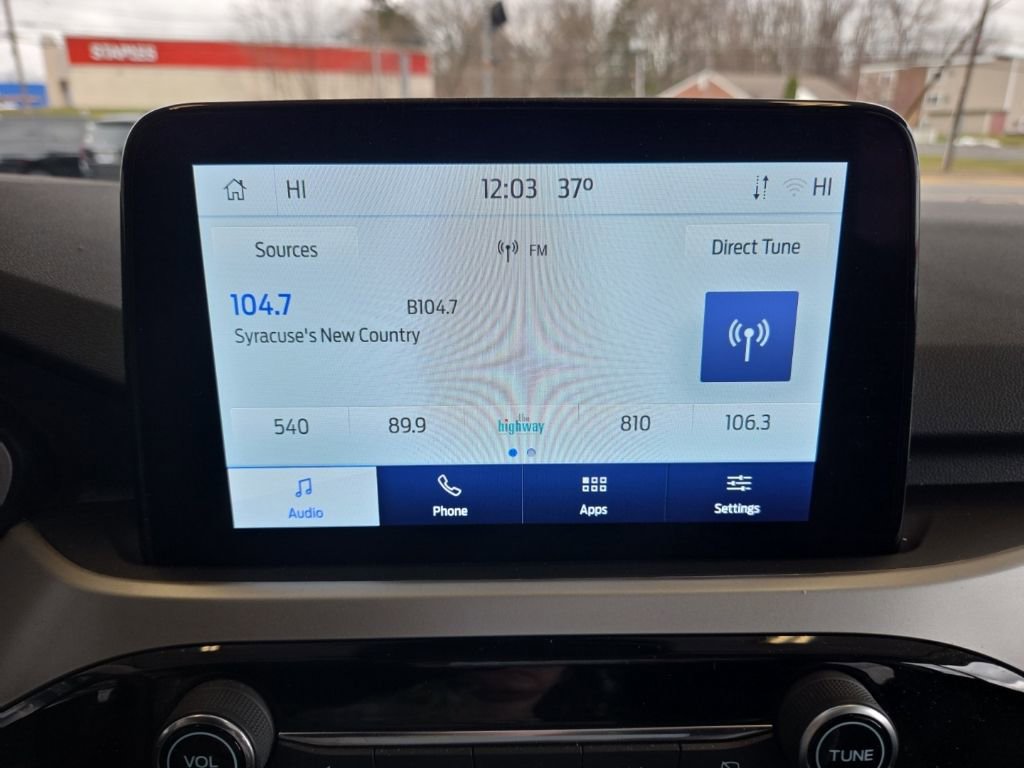 STAPLES
HI 12:03 37º HI
Sources FM Direct Tune
104.7 B104.7
Syracuse's New Country
540 89.9 the highway 810 106.3
Audio Phone Apps Settings
VOL TUNE